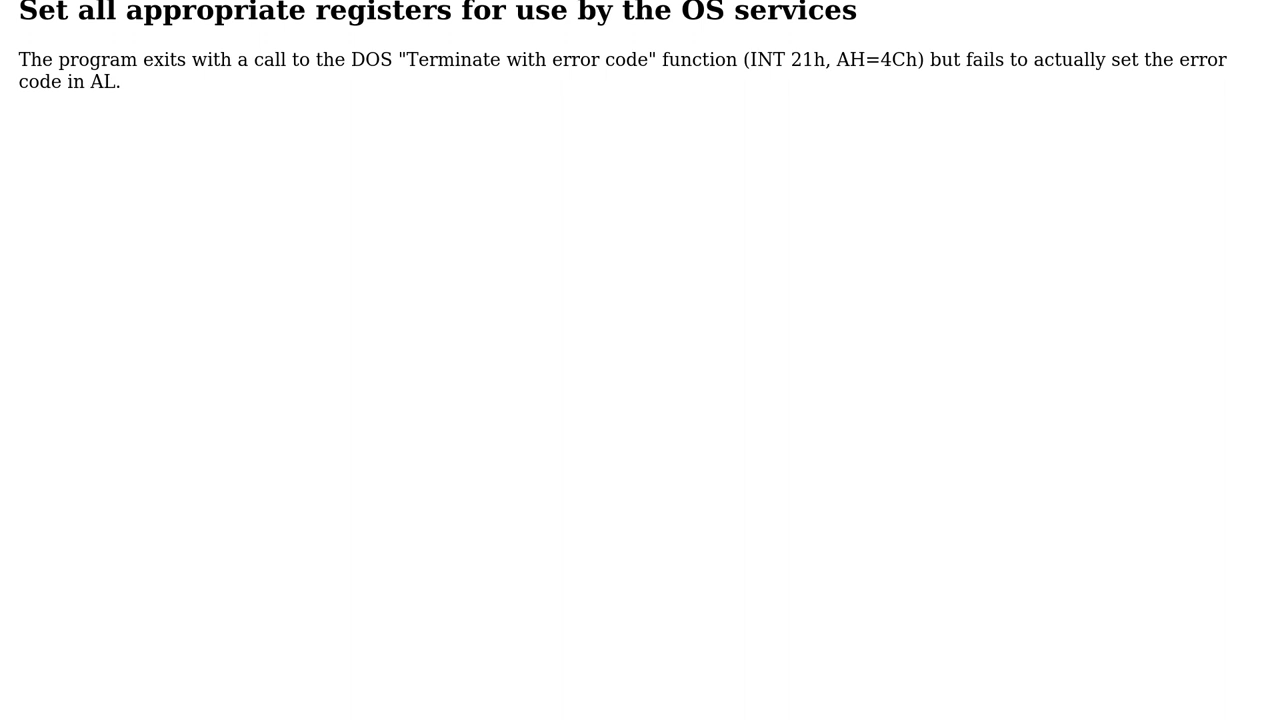 Set all appropriate registers for use by the OS services
The program exits with a call to the DOS "Terminate with error code" function (INT 21h, AH=4Ch) but fails to actually set the error
code in AL.